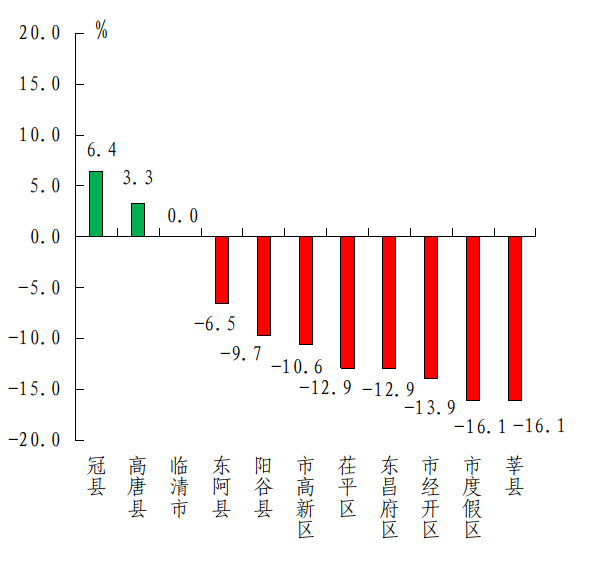 %
20.0
15.0
10.0
5.0
0.0
-5.0
-10.0
-15.0
-20.0
6.4
3.3
0.0
-6.5
-9.7
-10.6
-12.9
-12.9
-13.9
-16.1
-16.1
冠县
高唐县
临清市
东阿县
阳谷县
市高新区
茌平区
东昌府区
市经开区
市度假区
莘县